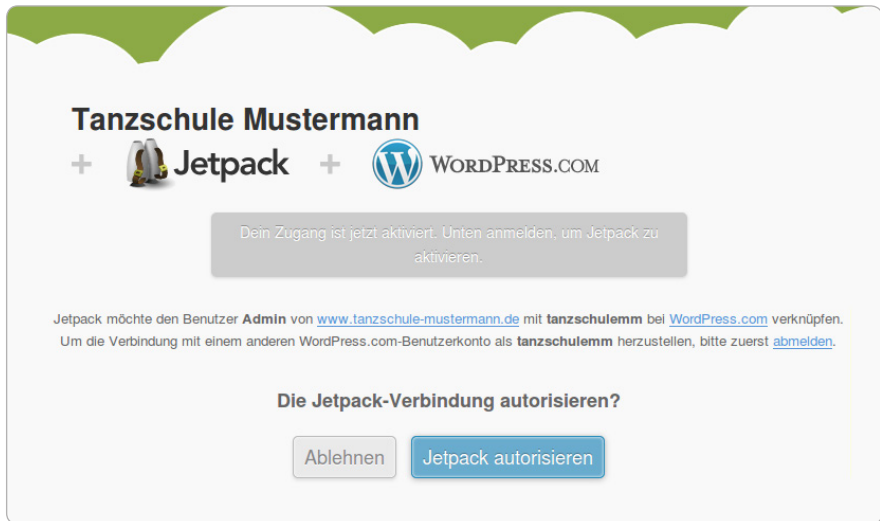 Tanzschule Mustermann
+ Jetpack + WORDPRESS.COM
Dein Zugang ist jetzt aktiviert. Unten anmelden, um Jetpack zu
aktivieren.
Jetpack möchte den Benutzer Admin von www.tanzschule-mustermann.de mit tanzschulemm bei WordPress.com verknüpfen.
Um die Verbindung mit einem anderen WordPress.com-Benutzerkonto als tanzschulemm herzustellen, bitte zuerst abmelden.
Die Jetpack-Verbindung autorisieren?
Ablehnen Jetpack autorisieren